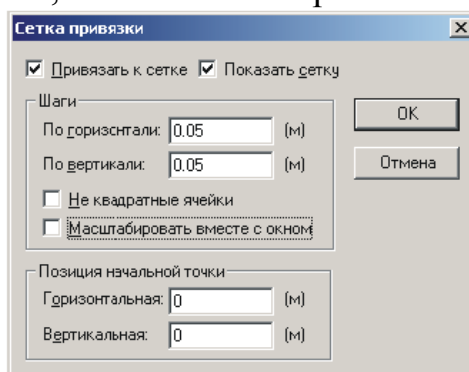 Сетка привязки
Привязать к сетке Показать сетку
Шаги
По горизснтали: 0.05 (м)
По вертикали: 0.05 (м)
Не квадратные ячейки
Масштабировать вместе с окном
OK
Отмена
Позиция начальной точки
Горизонтальная: 0 (м)
Вертикальная: 0 (м)